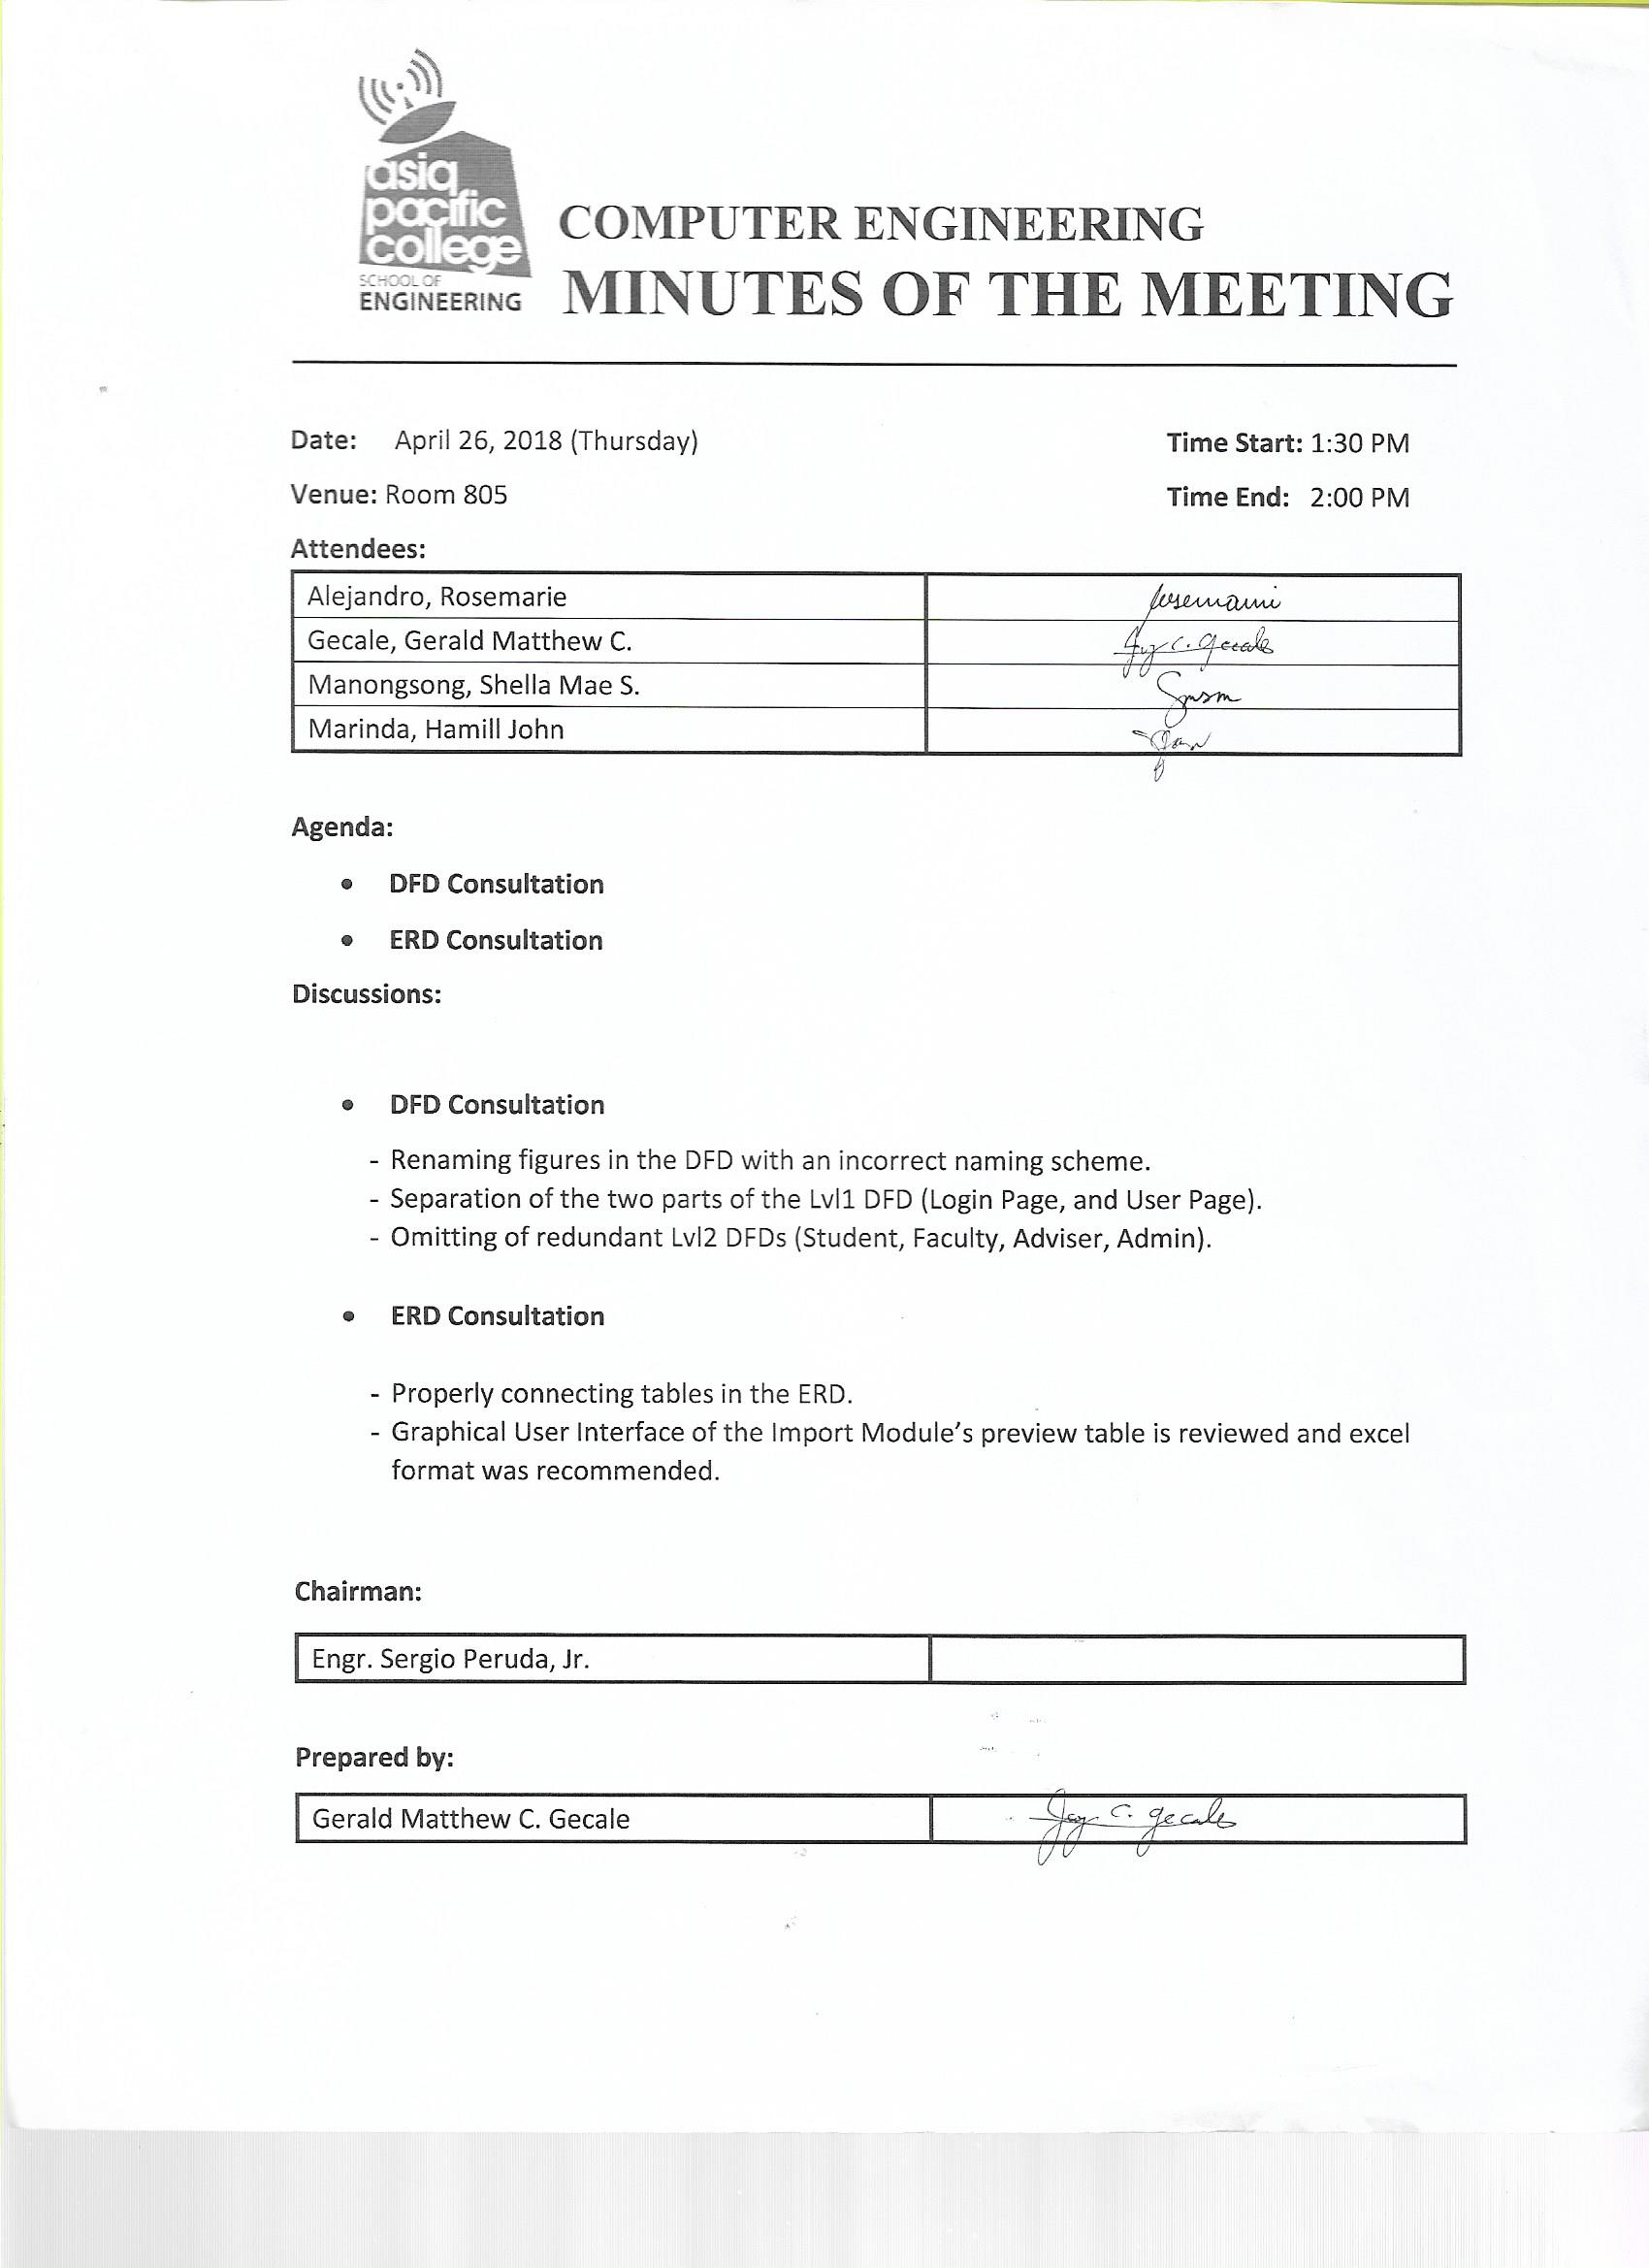 asia
pacific
college
SCHOOL OF
ENGINEERING
COMPUTER ENGINEERING
MINUTES OF THE MEETING
Date: April 26, 2018 (Thursday) Time Start: 1:30 PM
Venue: Room 805 Time End: 2:00 PM
Attendees:
Alejandro, Rosemarie
Gecale, Gerald Matthew C. C. Gecale
Manongsong, Shella Mae S. Smsm
Marinda, Hamill John
Agenda:
• DFD Consultation
• ERD Consultation
Discussions:
• DFD Consultation
- Renaming figures in the DFD with an incorrect naming scheme.
- Separation of the two parts of the Lvl1 DFD (Login Page, and User Page).
- Omitting of redundant Lvl2 DFDs (Student, Faculty, Adviser, Admin).
• ERD Consultation
- Properly connecting tables in the ERD.
- Graphical User Interface of the Import Module's preview table is reviewed and excel
format was recommended.
Chairman:
Engr. Sergio Peruda, Jr.
Prepared by:
Gerald Matthew C. Gecale C. Gecale